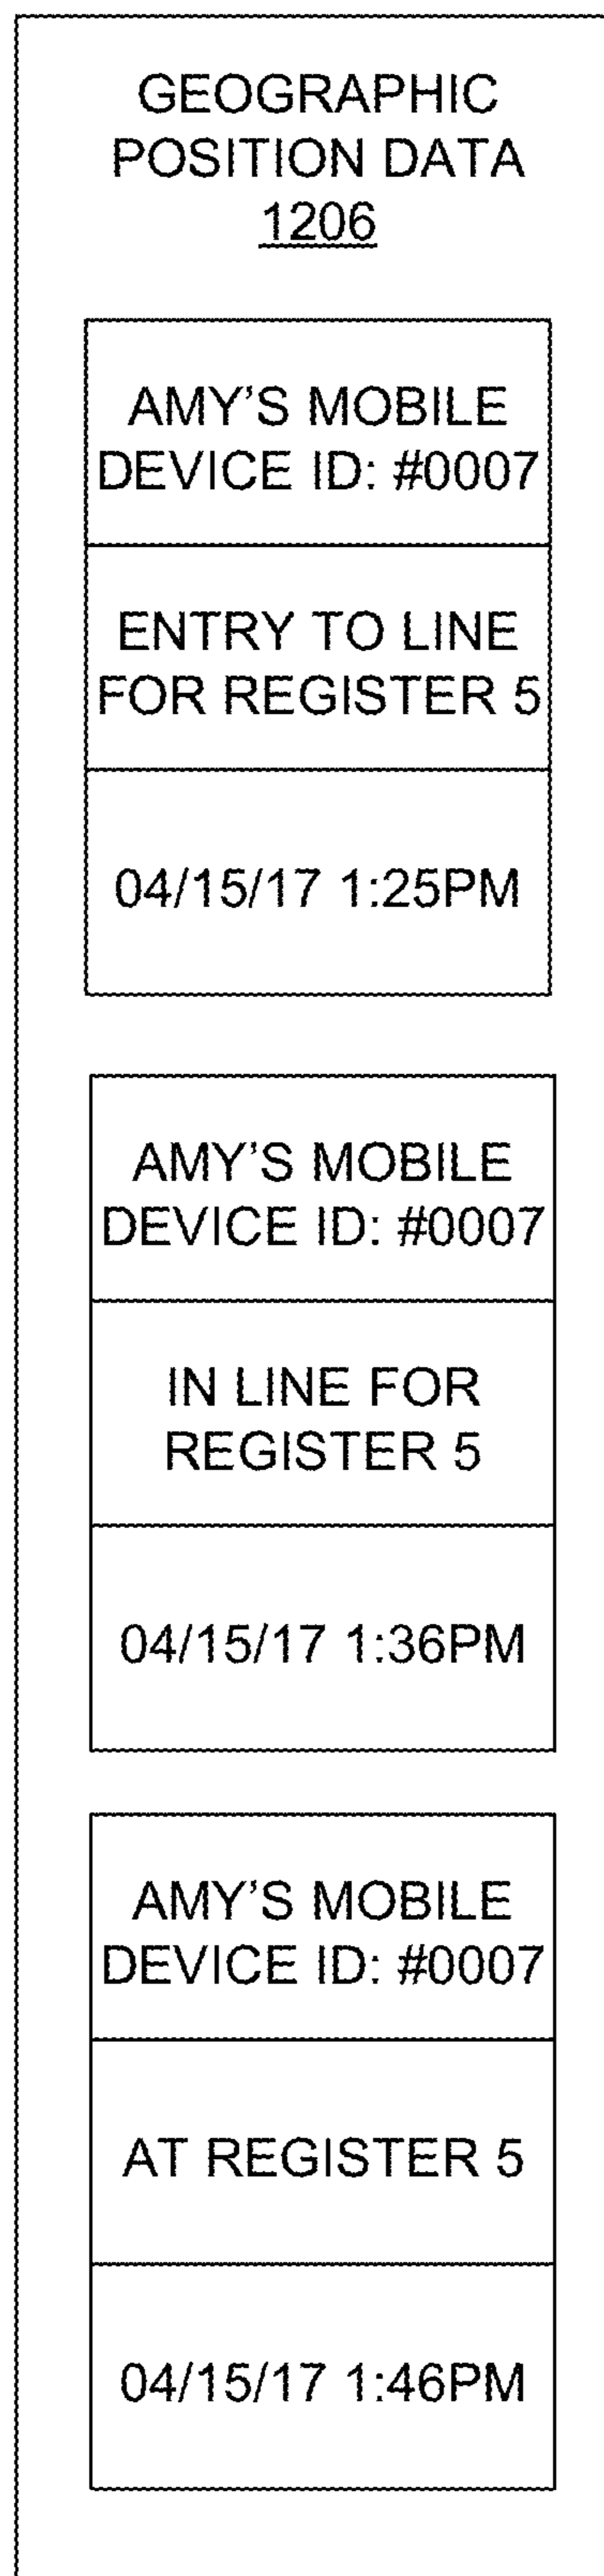 GEOGRAPHIC
POSITION DATA
1206
AMY'S MOBILE
DEVICE ID: #0007
ENTRY TO LINE
FOR REGISTER 5
04/15/17 1:25PM
AMY'S MOBILE
DEVICE ID: #0007
IN LINE FOR
REGISTER 5
04/15/17 1:36PM
AMY'S MOBILE
DEVICE ID: #0007
AT REGISTER 5
04/15/17 1:46PM